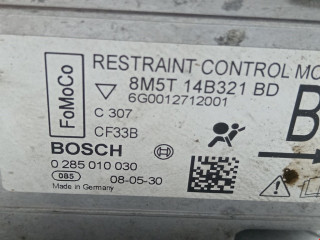 FoMoCo
RESTRAINT CONTROL MO
8M5T 14B321 BD
6G0012712001
C 307
CF33B
B
BOSCH
0 285 010 030
085 08-05-30
Made in Germany